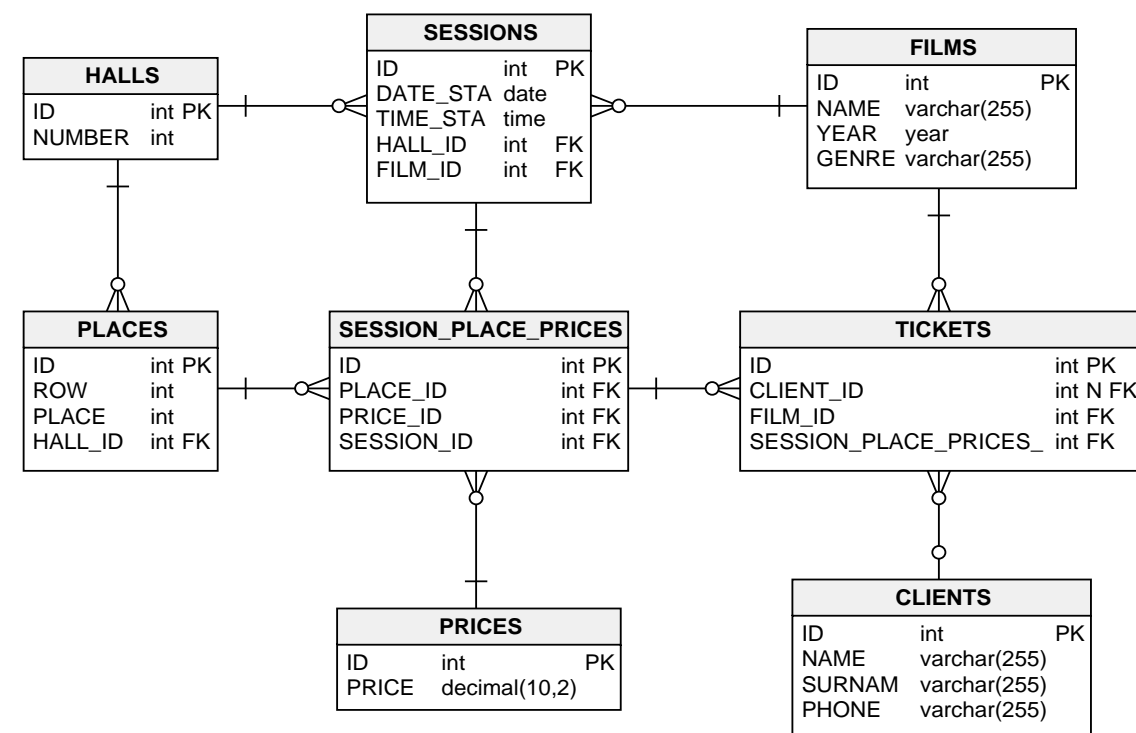 SESSIONS
ID int PK
DATE_STA date
TIME_STA time
HALL_ID int FK
FILM_ID int FK
FILMS
ID int PK
NAME varchar(255)
YEAR year
GENRE varchar(255)
HALLS
ID int PK
NUMBER int
PLACES
ID int PK
ROW int
PLACE int
HALL_ID int FK
SESSION_PLACE_PRICES
ID int PK
PLACE_ID int FK
PRICE_ID int FK
SESSION_ID int FK
TICKETS
ID int PK
CLIENT_ID int N FK
FILM_ID int FK
SESSION_PLACE_PRICES_ int FK
PRICES
ID int PK
PRICE decimal(10,2)
CLIENTS
ID int PK
NAME varchar(255)
SURNAM varchar(255)
PHONE varchar(255)